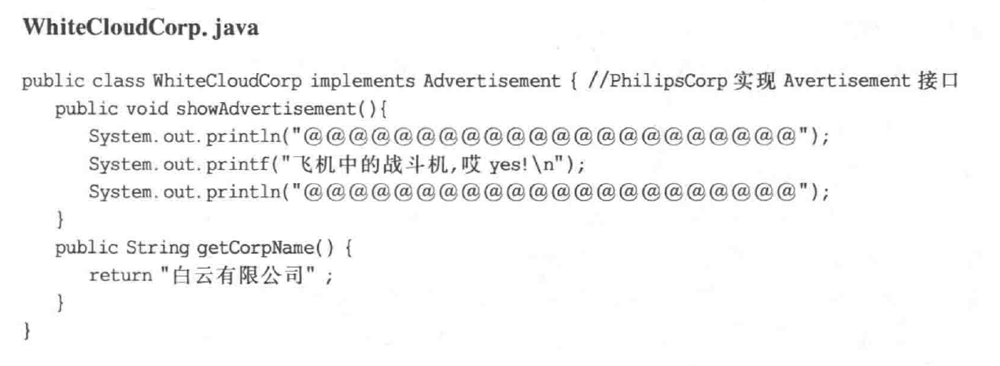 WhiteCloudCorp.java
public class WhiteCloudCorp implements Advertisement { //PhilipsCorp 实现 Avertisement 接口
public void showAdvertisement(){
System.out.println("@@@@@@@@@@@@@@@@@@@@@@");
System.out.printf("飞机中的战斗机,哎 yes!\n");
System.out.println("@@@@@@@@@@@@@@@@@@@@@@");
}
public String getCorpName() {
return "白云有限公司" ;
}
}